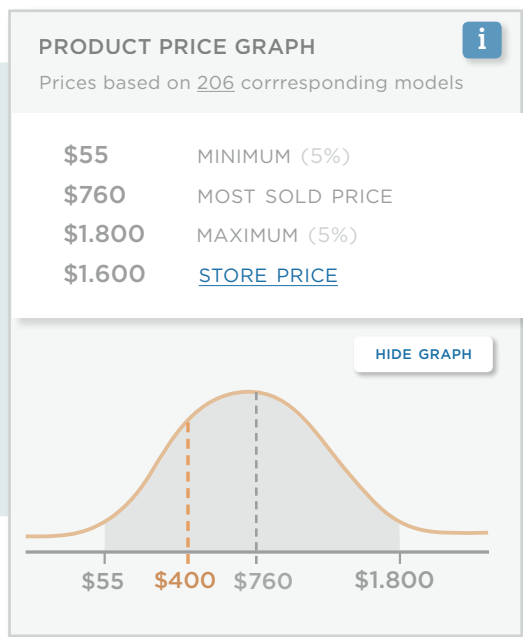 PRODUCT PRICE GRAPH
i
Prices based on 206 corrresponding models
$55 MINIMUM (5%)
$760 MOST SOLD PRICE
$1.800 MAXIMUM (5%)
$1.600 STORE PRICE
HIDE GRAPH
$55 $400 $760 $1.800